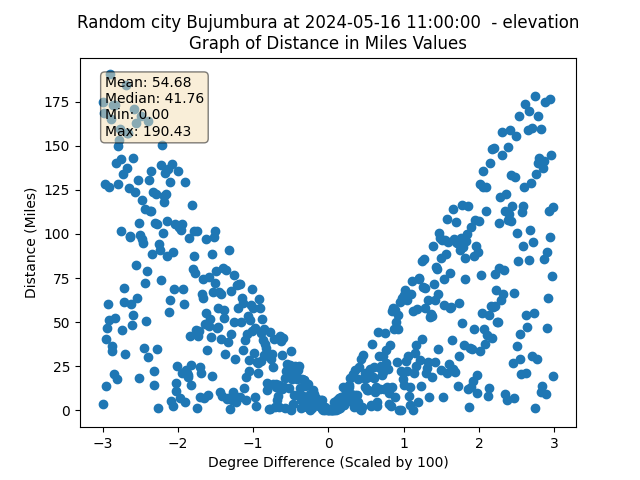 Random city Bujumbura at 2024-05-16 11:00:00  - elevation
Graph of Distance in Miles Values
Mean: 54.68
Median: 41.76
Min: 0.00
Max: 190.43
Distance (Miles)
175
150
125
100
75
50
25
0
−3 −2 −1 0 1 2 3
Degree Difference (Scaled by 100)